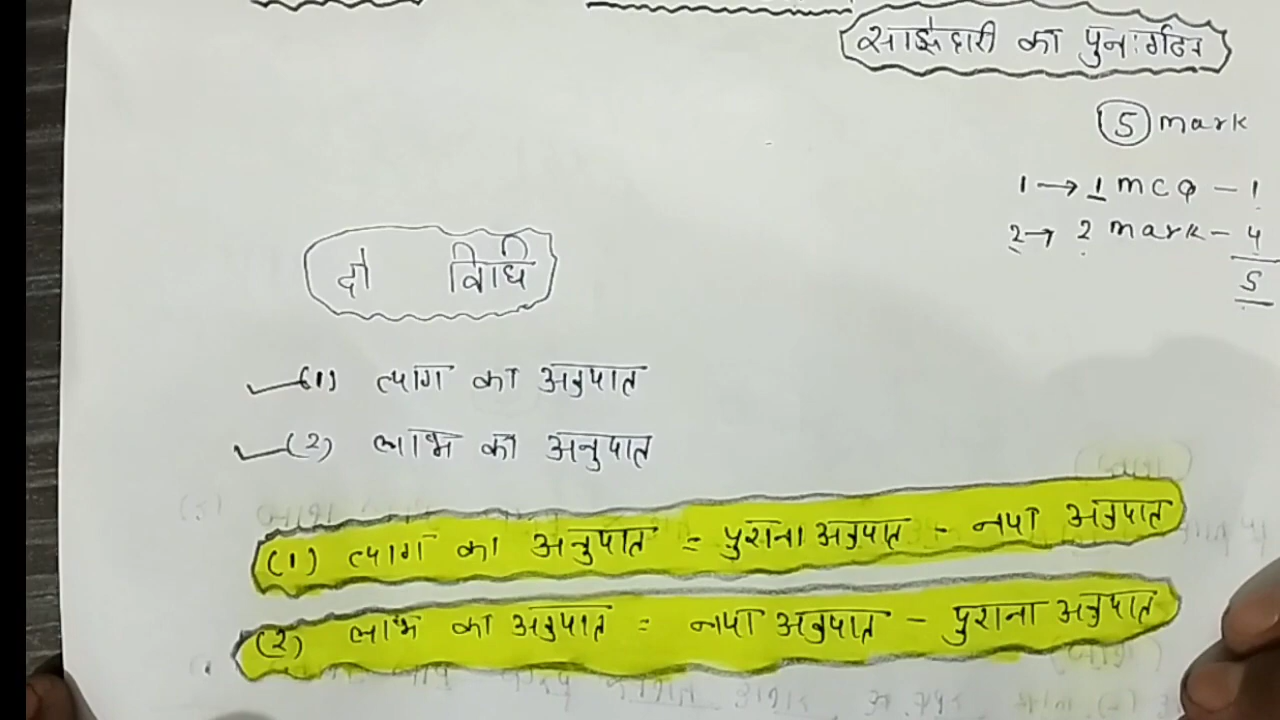 साझेदारी का पुनःर्गठन
5 mark
1 → 1 mcq - 1
2 → 2 mark - 4
5
दो विधि
(1) त्याग का अनुपात
(2) लाभ का अनुपात
(1) त्याग का अनुपात = पुराना अनुपात - नया अनुपात
(2) लाभ का अनुपात = नया अनुपात - पुराना अनुपात